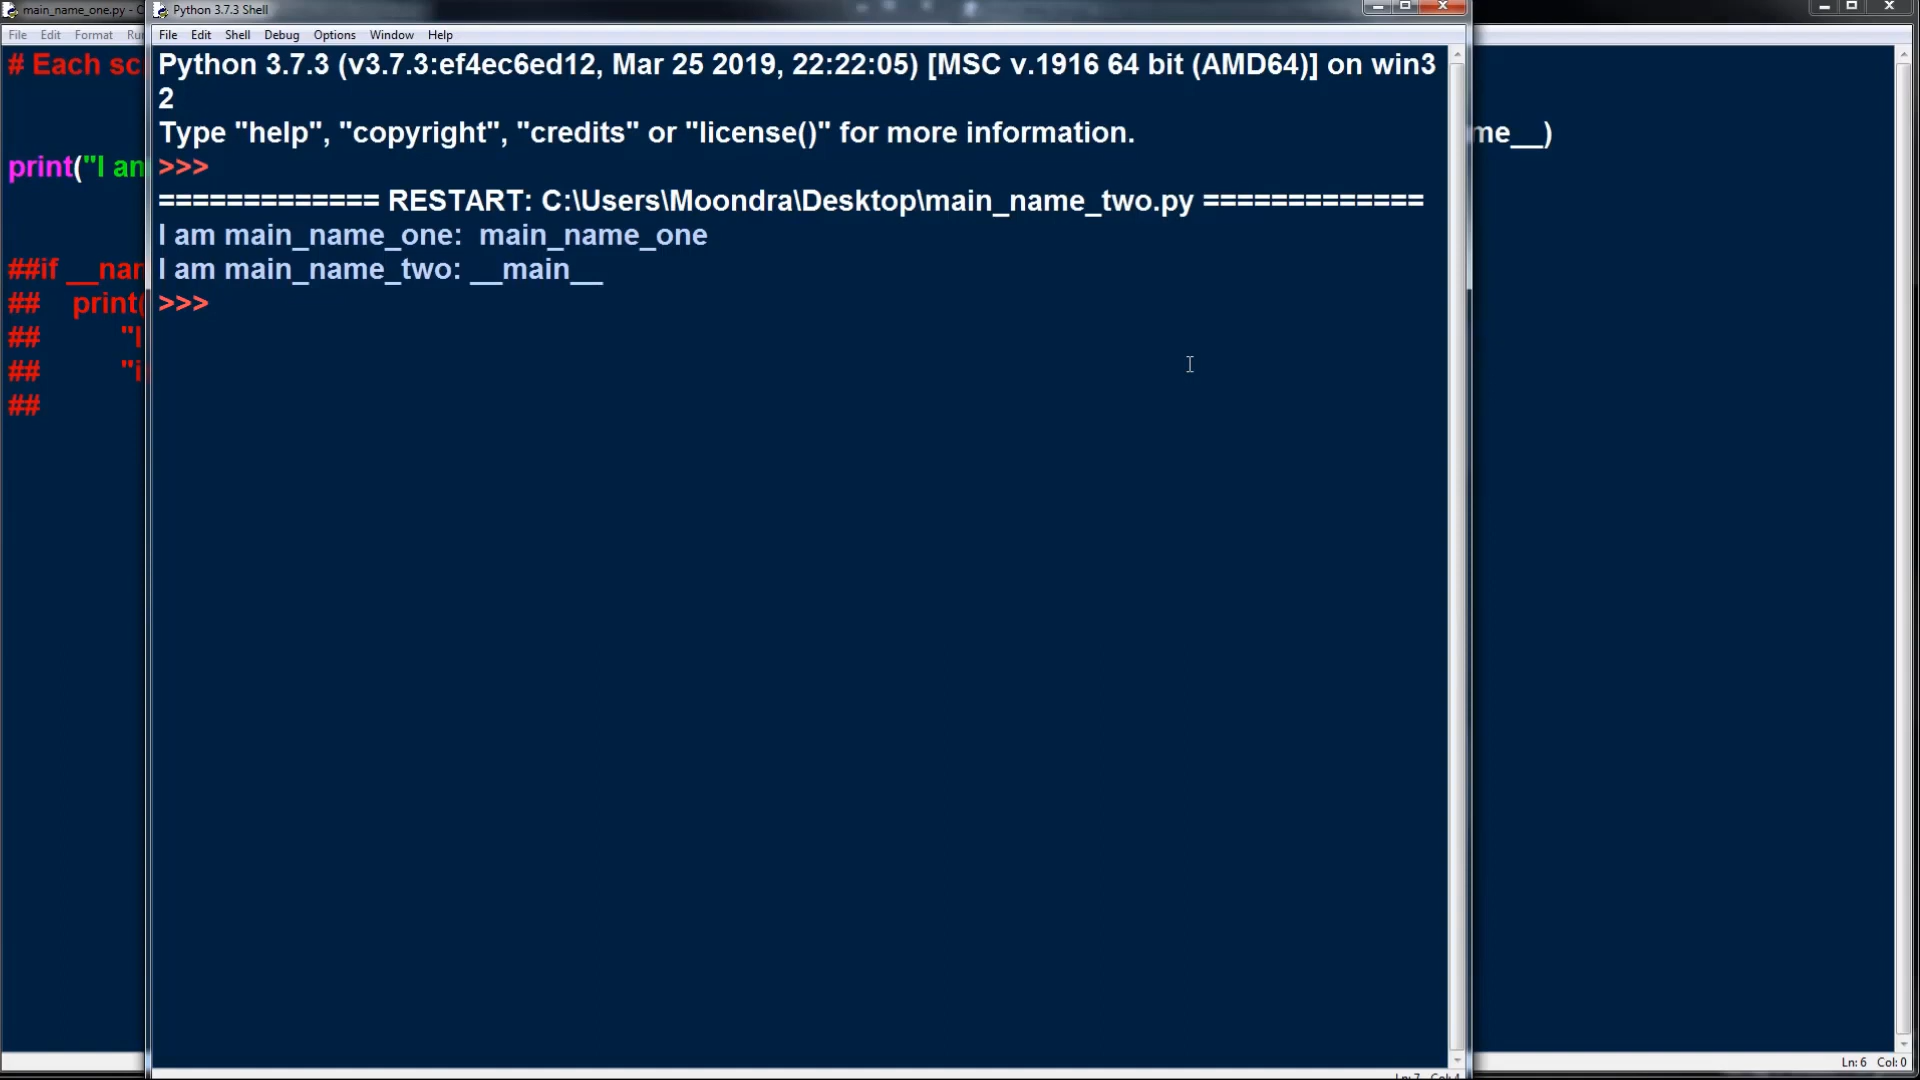 main_name_one.py - 
File Edit Format
# Each
print("I am
##if
## print(
##
##
##
Python 3.7.3 Shell
File Edit Shell Debug Options Window Help
Python 3.7.3 (v3.7.3:ef4ec6ed12, Mar 25 2019, 22:22:05) [MSC v.1916 64 bit (AMD64)] on win3
2
Type "help", "copyright", "credits" or "license()" for more information.
>>>
============= RESTART: C:\Users\Moondra\Desktop\main_name_two.py =============
I am main_name_one:  main_name_one
I am main_name_two: __main__
>>>
me__)
Ln: 6 Col: 0